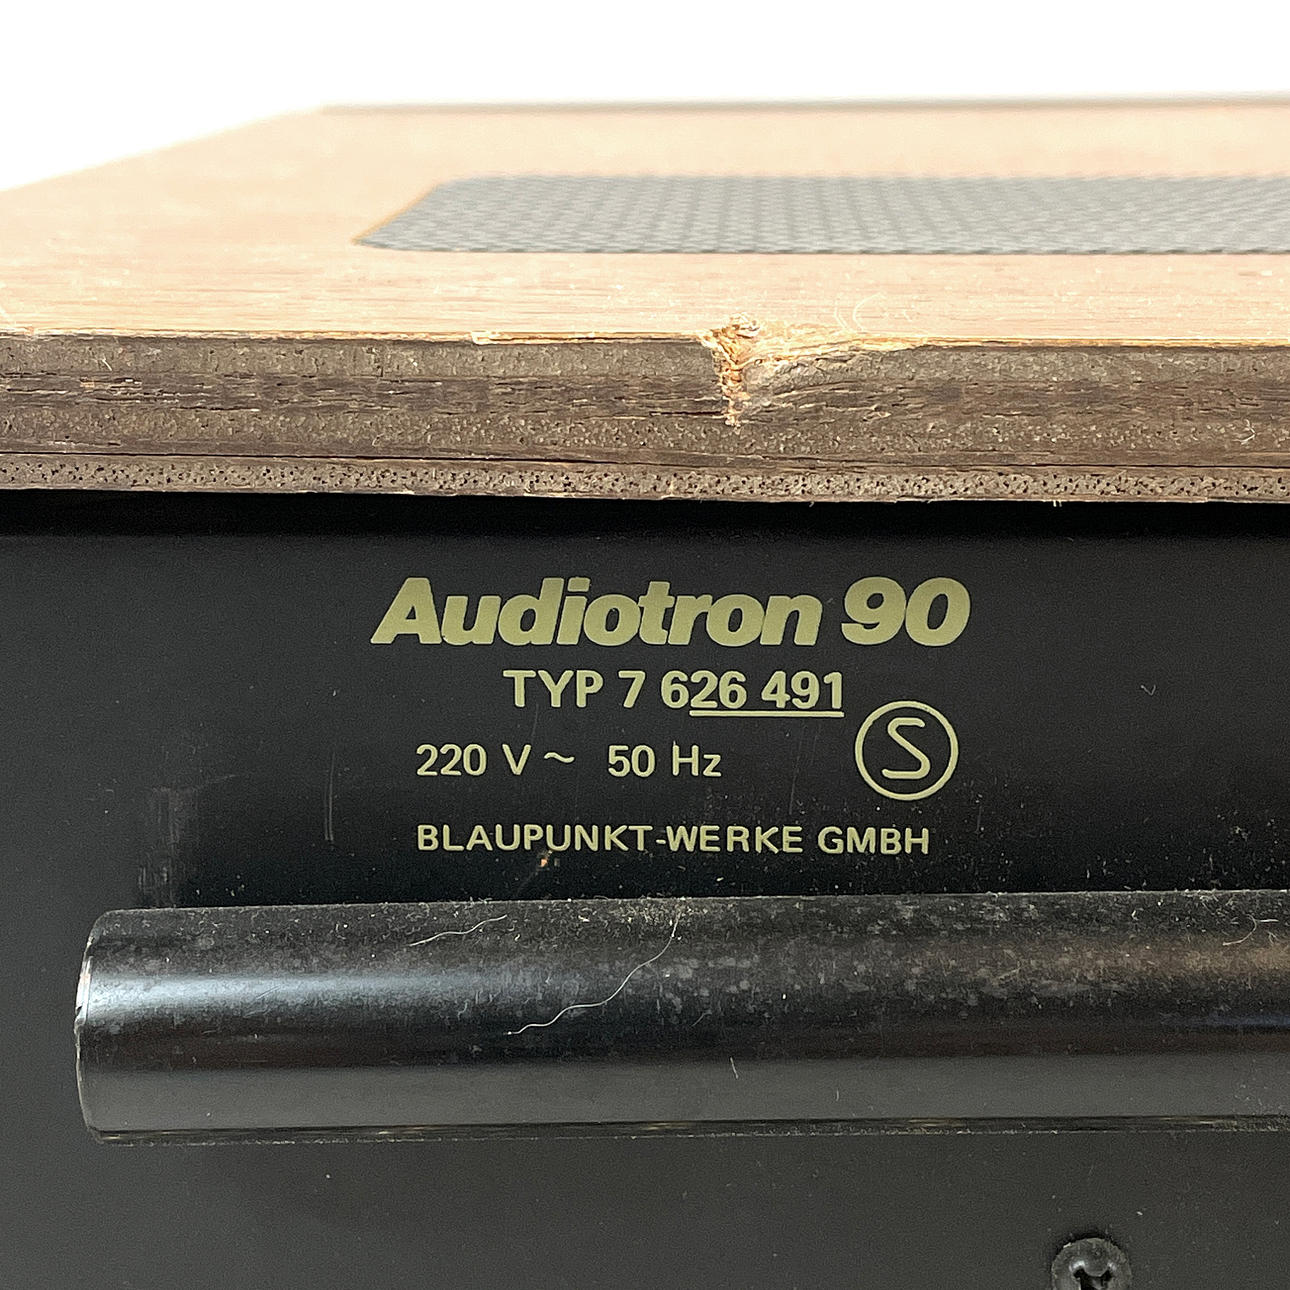 Audiotron 90
TYP 7 626 491
220 V ~ 50 Hz
S
BLAUPUNKT-WERKE GMBH